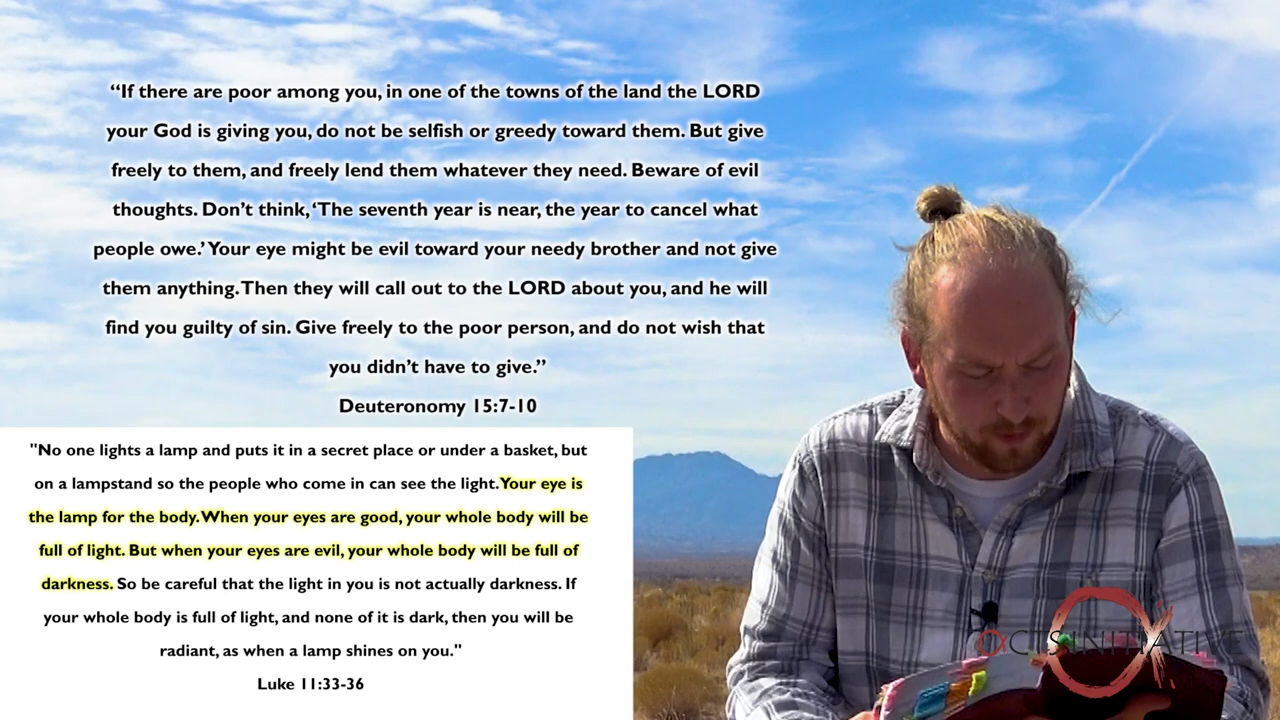 “If there are poor among you, in one of the towns of the land the LORD
your God is giving you, do not be selfish or greedy toward them. But give
freely to them, and freely lend them whatever they need. Beware of evil
thoughts. Don’t think, ‘The seventh year is near, the year to cancel what
people owe.’ Your eye might be evil toward your needy brother and not give
them anything. Then they will call out to the LORD about you, and he will
find you guilty of sin. Give freely to the poor person, and do not wish that
you didn’t have to give.”
Deuteronomy 15:7-10
"No one lights a lamp and puts it in a secret place or under a basket, but
on a lampstand so the people who come in can see the light. Your eye is
the lamp for the body. When your eyes are good, your whole body will be
full of light. But when your eyes are evil, your whole body will be full of
darkness. So be careful that the light in you is not actually darkness. If
your whole body is full of light, and none of it is dark, then you will be
radiant, as when a lamp shines on you."
Luke 11:33-36
αCTSINITIATIVE